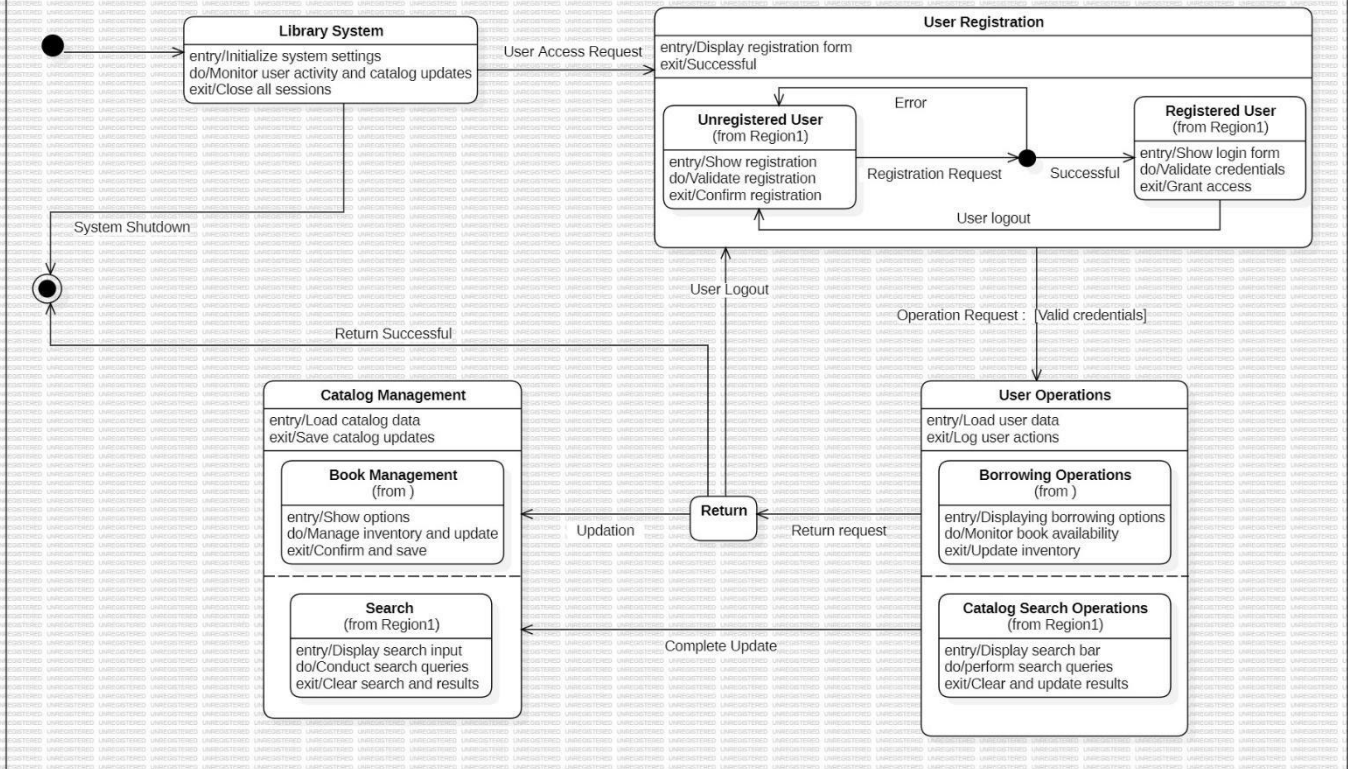 Library System
entry/Initialize system settings
do/Monitor user activity and catalog updates
exit/Close all sessions
User Access Request
User Registration
entry/Display registration form
exit/Successful
Error
Unregistered User
(from Region1)
entry/Show registration
do/Validate registration
exit/Confirm registration
Registration Request
Successful
Registered User
(from Region1)
entry/Show login form
do/Validate credentials
exit/Grant access
User logout
System Shutdown
User Logout
Operation Request : [Valid credentials]
Return Successful
Catalog Management
entry/Load catalog data
exit/Save catalog updates
Book Management
(from )
entry/Show options
do/Manage inventory and update
exit/Confirm and save
Search
(from Region1)
entry/Display search input
do/Conduct search queries
exit/Clear search and results
Updation
Return
Return request
Complete Update
User Operations
entry/Load user data
exit/Log user actions
Borrowing Operations
(from )
entry/Displaying borrowing options
do/Monitor book availability
exit/Update inventory
Catalog Search Operations
(from Region1)
entry/Display search bar
do/perform search queries
exit/Clear and update results
UNREGISTERED